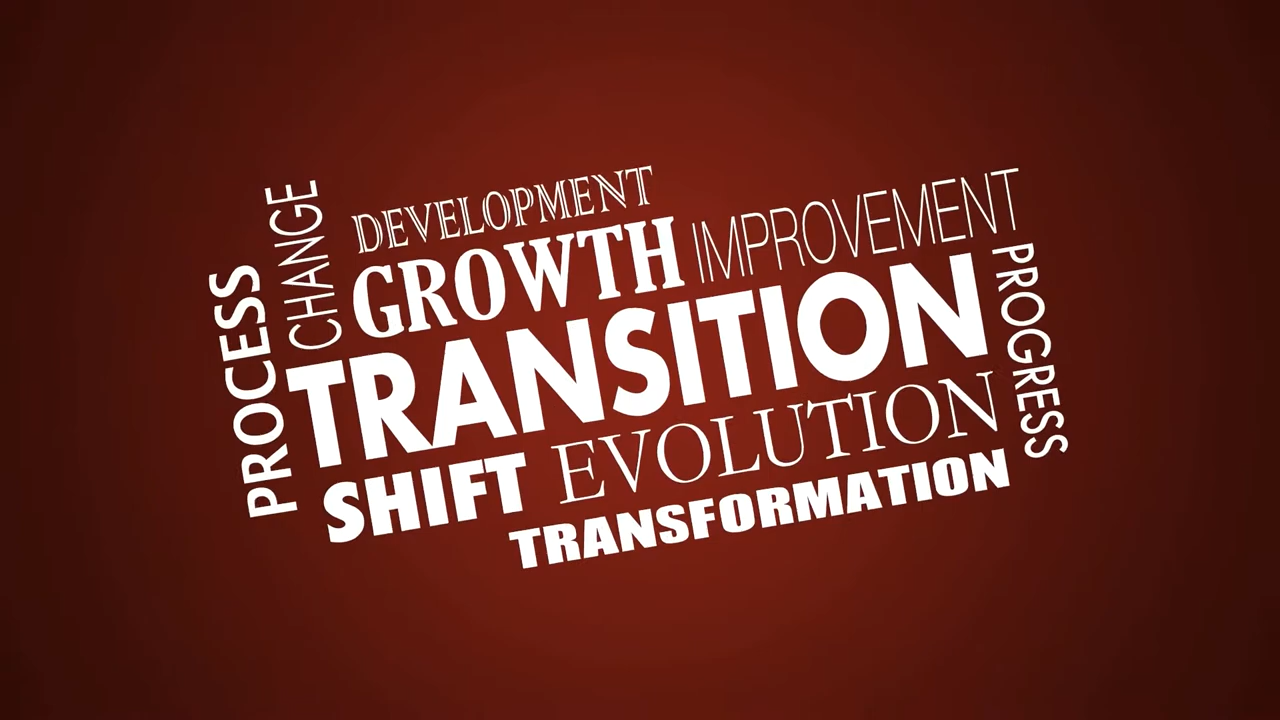 PROCESS
CHANGE
DEVELOPMENT
GROWTH
IMPROVEMENT
TRANSITION
PROGRESS
SHIFT
EVOLUTION
TRANSFORMATION